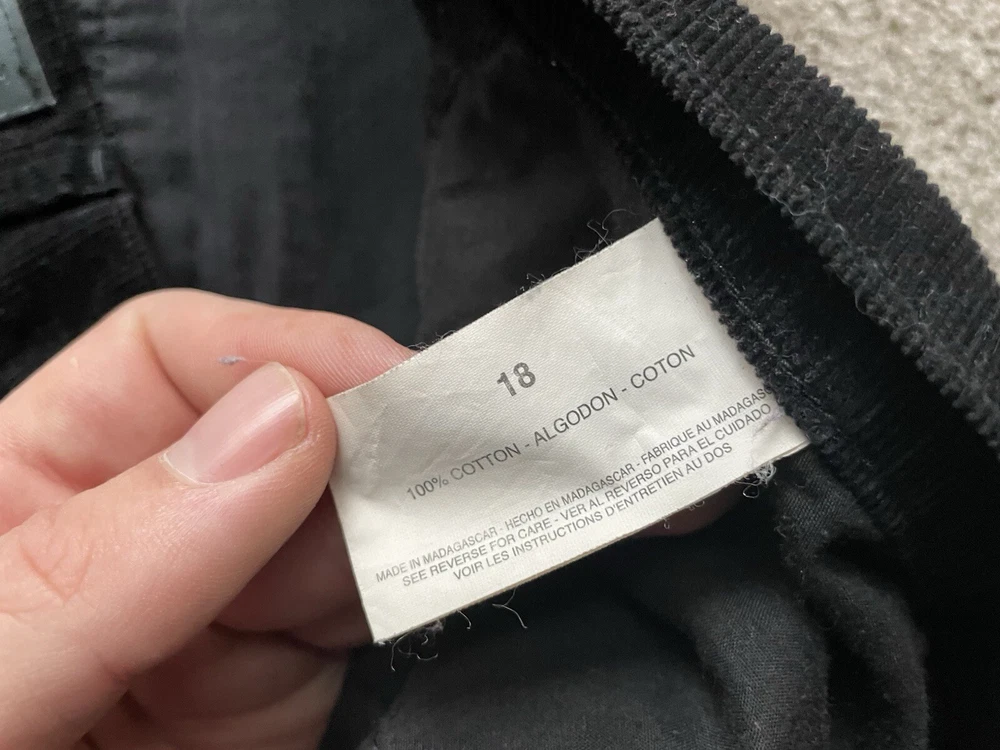 18
100% COTTON - ALGODON - COTON
MADE IN MADAGASCAR - HECHO EN MADAGASCAR - FABRIQUE AU MADAGASC
SEE REVERSE FOR CARE - VER AL REVERSO PARA EL CUIDADO
VOIR LES INSTRUCTIONS D'ENTRETIEN AU DOS